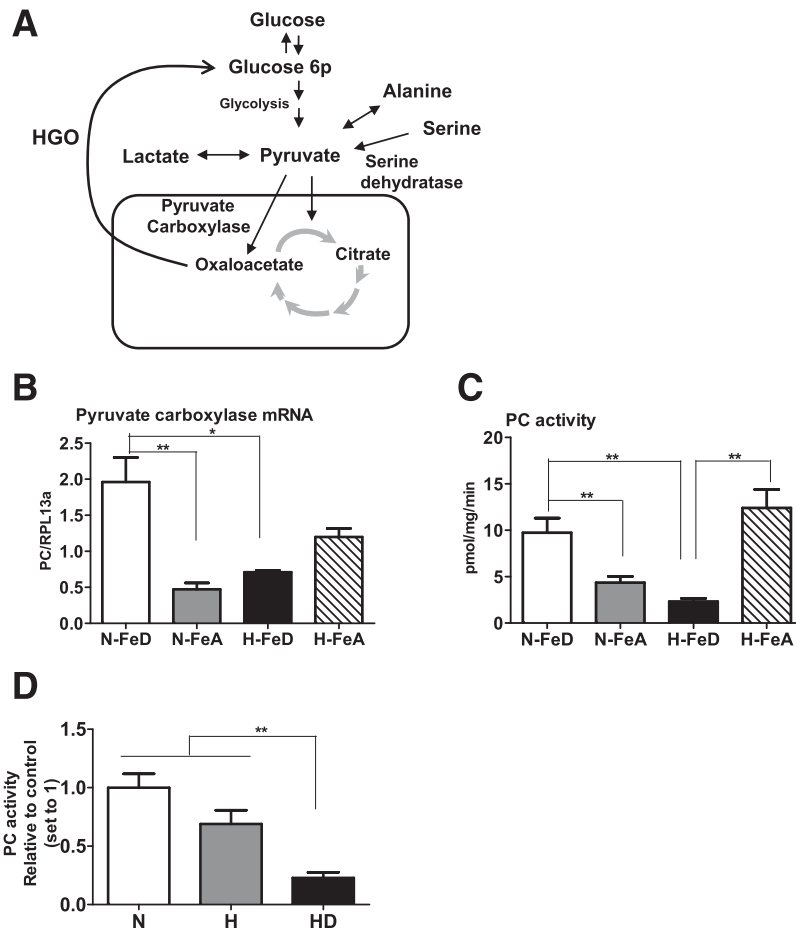 A
Glucose
Glucose 6p
Glycolysis
Alanine
HGO
Serine
Lactate
Pyruvate
Serine
dehydratase
Pyruvate
Carboxylase
Citrate
Oxaloacetate
B
Pyruvate carboxylase mRNA
*
**
2.5
2.0
1.5
1.0
0.5
0.0
PC/RPL13a
N-FeD N-FeA H-FeD H-FeA
C
PC activity
**
**
**
20
15
10
5
0
pmol/mg/min
N-FeD N-FeA H-FeD H-FeA
D
**
1.5
1.0
0.5
0.0
PC activity
Relative to control
(set to 1)
N H HD